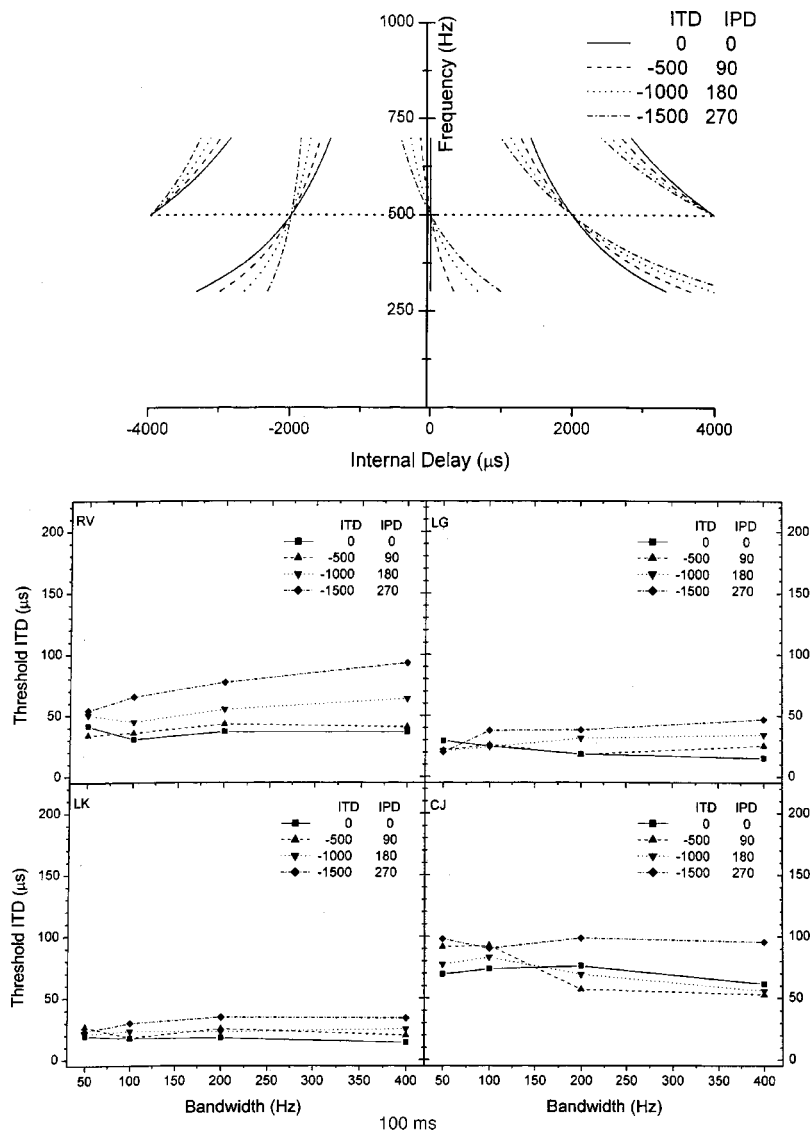 ITD IPD
0 0
-500 90
-1000 180
-1500 270
Frequency (Hz)
1000
750
500
250
-4000 -2000 0 2000 4000
Internal Delay (μs)
RV
ITD IPD
0 0
-500 90
-1000 180
-1500 270
200
150
100
50
0
Threshold ITD (μs)
LG
ITD IPD
0 0
-500 90
-1000 180
-1500 270
200
150
100
50
0
LK
ITD IPD
0 0
-500 90
-1000 180
-1500 270
200
150
100
50
0
Threshold ITD (μs)
50 100 150 200 250 300 350 400
Bandwidth (Hz)
CJ
ITD IPD
0 0
-500 90
-1000 180
-1500 270
200
150
100
50
0
50 100 150 200 250 300 350 400
Bandwidth (Hz)
100 ms